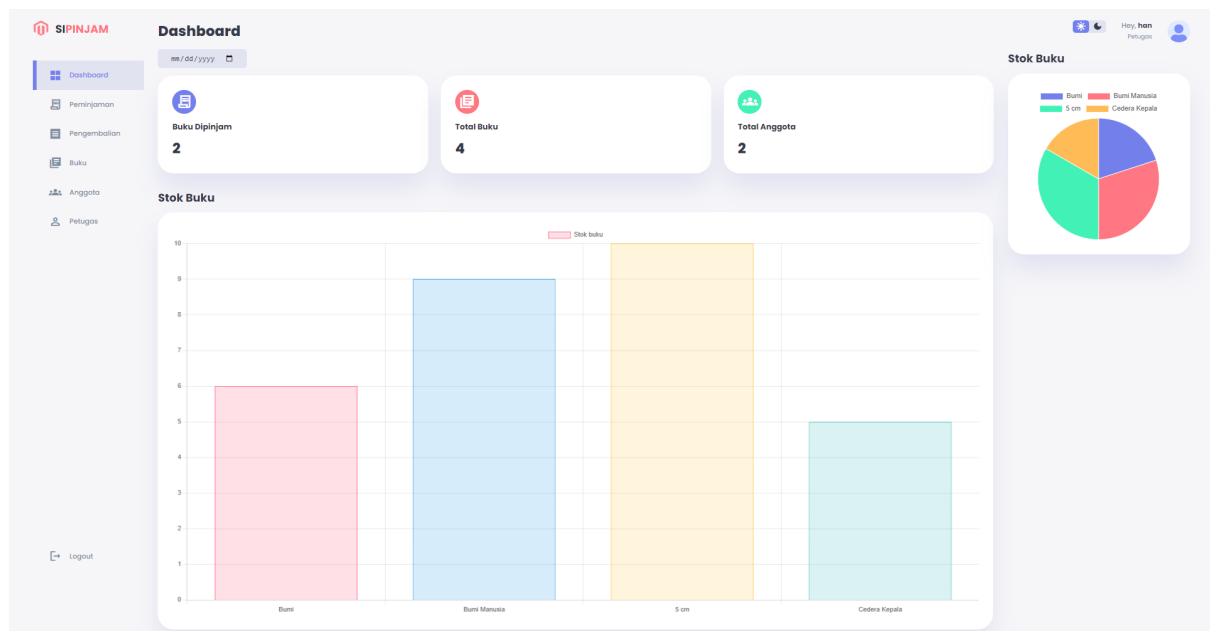 SIPINJAM
Dashboard
Peminjaman
Pengembalian
Buku
Anggota
Petugas
Logout
Dashboard
mm/dd/yyyy
Buku Dipinjam
2
Total Buku
4
Total Anggota
2
Stok Buku
Stok buku
10
9
8
7
6
5
4
3
2
1
0
Bumi
Bumi Manusia
5 cm
Cedera Kepala
Hey, han
Petugas
Stok Buku
Bumi
Bumi Manusia
5 cm
Cedera Kepala